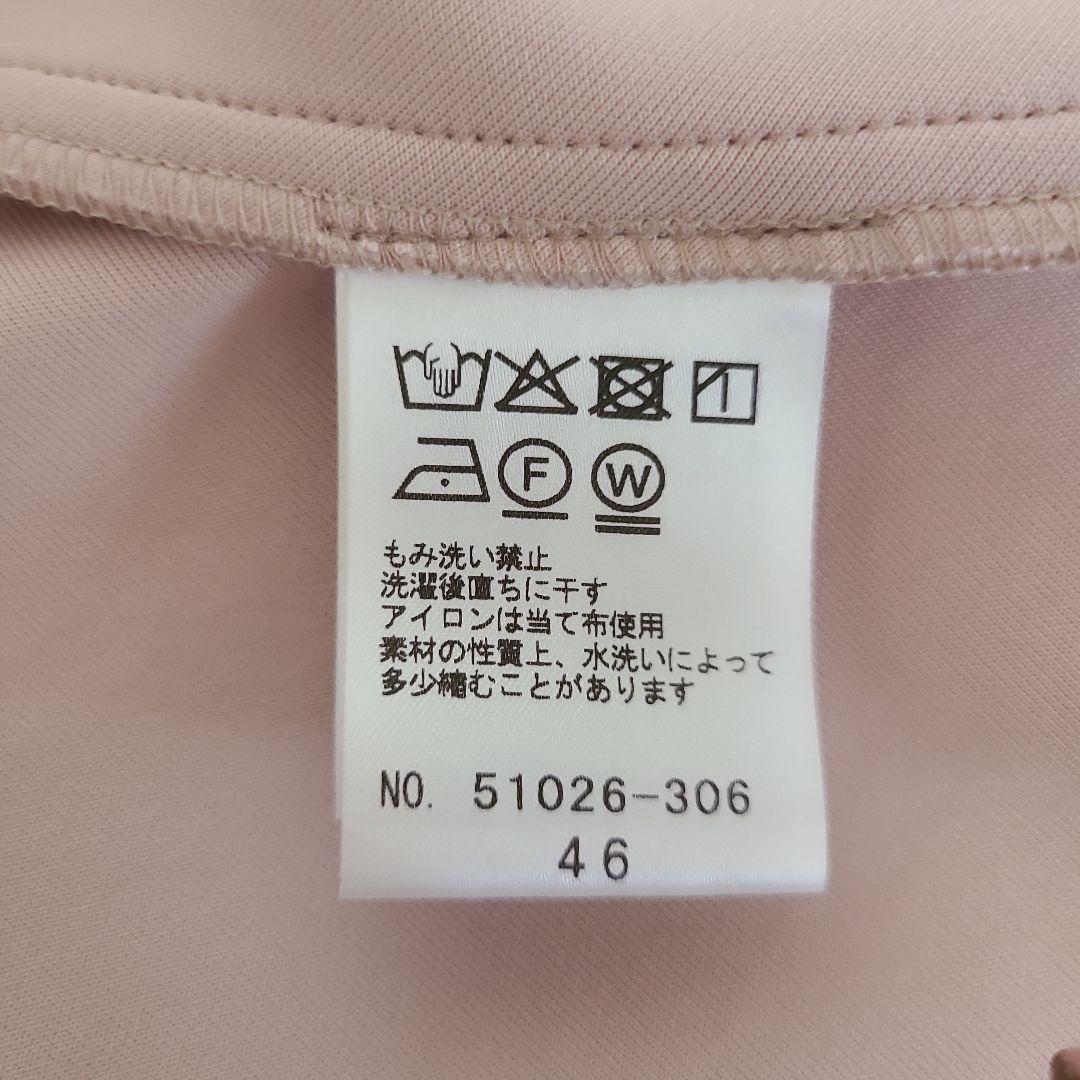 F W
もみ洗い禁止
洗濯後直ちに干す
アイロンは当て布使用
素材の性質上、水洗いによって
多少縮むことがあります
NO. 51026-306
46